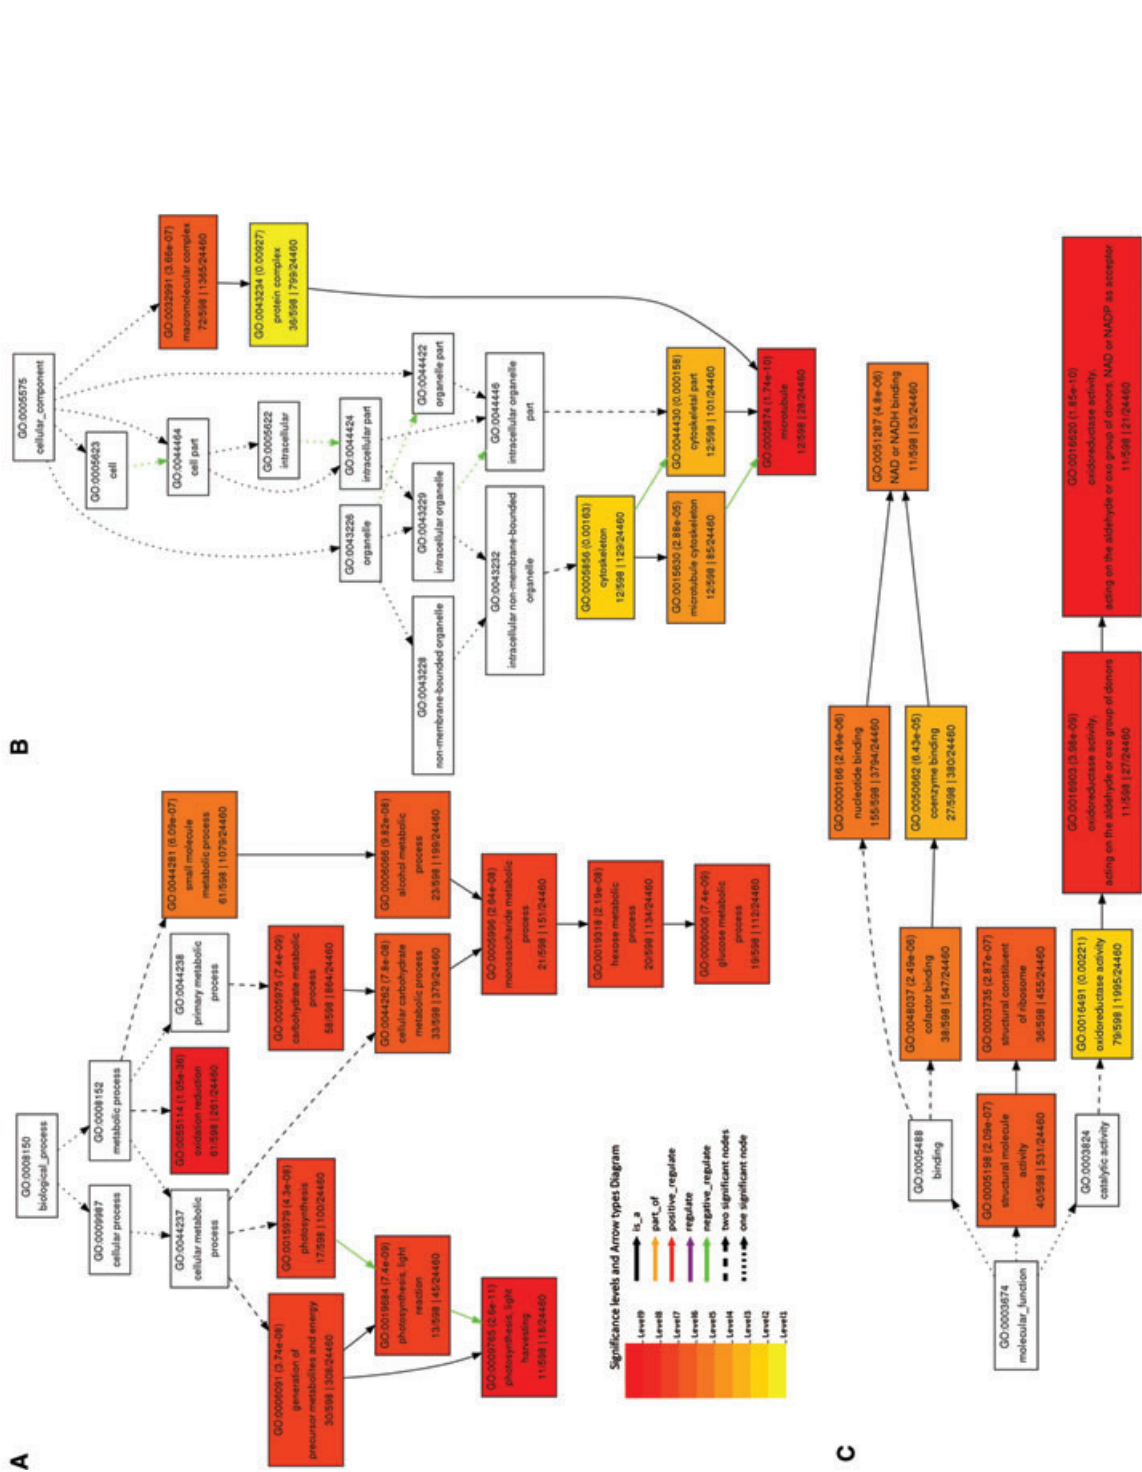 A
GO:0008150
biological_process
GO:0009987
cellular process
GO:0008152
metabolic process
GO:0044237
cellular metabolic
process
GO:0055114 (1.05e-36)
oxidation reduction
61/598 | 261/24460
GO:0044238
primary metabolic
process
GO:0044281 (6.09e-07)
small molecule
metabolic process
61/598 | 1079/24460
GO:0006091 (3.74e-08)
generation of
precursor metabolites and energy
30/598 | 308/24460
GO:0015979 (4.3e-08)
photosynthesis
17/598 | 100/24460
GO:0005975 (7.4e-09)
carbohydrate metabolic
process
58/598 | 864/24460
GO:0019684 (7.4e-09)
photosynthesis, light
reaction
13/598 | 45/24460
GO:0044262 (7.8e-08)
cellular carbohydrate
metabolic process
33/598 | 379/24460
GO:0006066 (9.82e-08)
alcohol metabolic
process
23/598 | 199/24460
GO:0009765 (2.6e-11)
photosynthesis, light
harvesting
11/598 | 18/24460
GO:0005996 (2.64e-08)
monosaccharide metabolic
process
21/598 | 151/24460
GO:0019318 (2.19e-08)
hexose metabolic
process
20/598 | 134/24460
GO:0006006 (7.4e-09)
glucose metabolic
process
19/598 | 112/24460
Significance levels and Arrow types Diagram
Level9
Level8
Level7
Level6
Level5
Level4
Level3
Level2
Level1
is_a
part_of
positive_regulate
regulate
negative_regulate
two significant nodes
one significant node
B
GO:0005575
cellular_component
GO:0005623
cell
GO:0032991 (3.66e-07)
macromolecular complex
72/598 | 1365/24460
GO:0044464
cell part
GO:0043234 (0.00927)
protein complex
36/598 | 799/24460
GO:0005622
intracellular
GO:0043226
organelle
GO:0044424
intracellular part
GO:0043228
non-membrane-bounded organelle
GO:0043229
intracellular organelle
GO:0044422
organelle part
GO:0043232
intracellular non-membrane-bounded
organelle
GO:0044446
intracellular organelle
part
GO:0005856 (0.00163)
cytoskeleton
12/598 | 129/24460
GO:0015630 (2.88e-05)
microtubule cytoskeleton
12/598 | 85/24460
GO:0044430 (0.000158)
cytoskeletal part
12/598 | 101/24460
GO:0005874 (1.74e-10)
microtubule
12/598 | 28/24460
C
GO:0003674
molecular_function
GO:0005488
binding
GO:0005198 (2.09e-07)
structural molecule
activity
40/598 | 531/24460
GO:0003824
catalytic activity
GO:0048037 (2.49e-06)
cofactor binding
38/598 | 547/24460
GO:0003735 (2.87e-07)
structural constituent
of ribosome
36/598 | 455/24460
GO:0016491 (0.00221)
oxidoreductase activity
79/598 | 1995/24460
GO:0000166 (2.49e-06)
nucleotide binding
155/598 | 3794/24460
GO:0050662 (6.43e-05)
coenzyme binding
27/598 | 380/24460
GO:0016903 (3.98e-09)
oxidoreductase activity,
acting on the aldehyde or oxo group of donors
11/598 | 27/24460
GO:0051287 (4.8e-06)
NAD or NADH binding
11/598 | 53/24460
GO:0016620 (1.85e-10)
oxidoreductase activity,
acting on the aldehyde or oxo group of donors, NAD or NADP as acceptor
11/598 | 21/24460